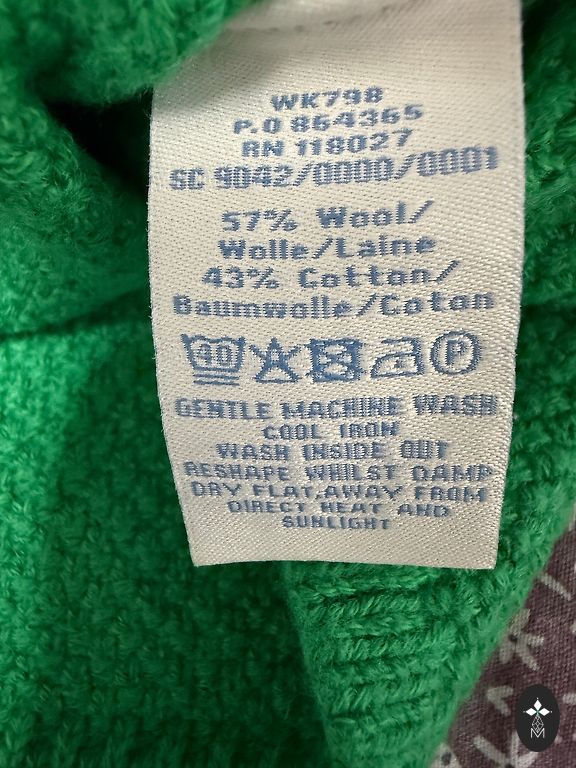 WK798
P.O 864365
RN 118027
SC 9042/0000/0001
57% Wool/
Wolle/Laine
43% Cotton/
Baumwolle/Coton
40 P
GENTLE MACHINE WASH
COOL IRON
WASH INSIDE OUT
RESHAPE WHILST DAMP
DRY FLAT,AWAY FROM
DIRECT HEAT AND
SUNLIGHT
M